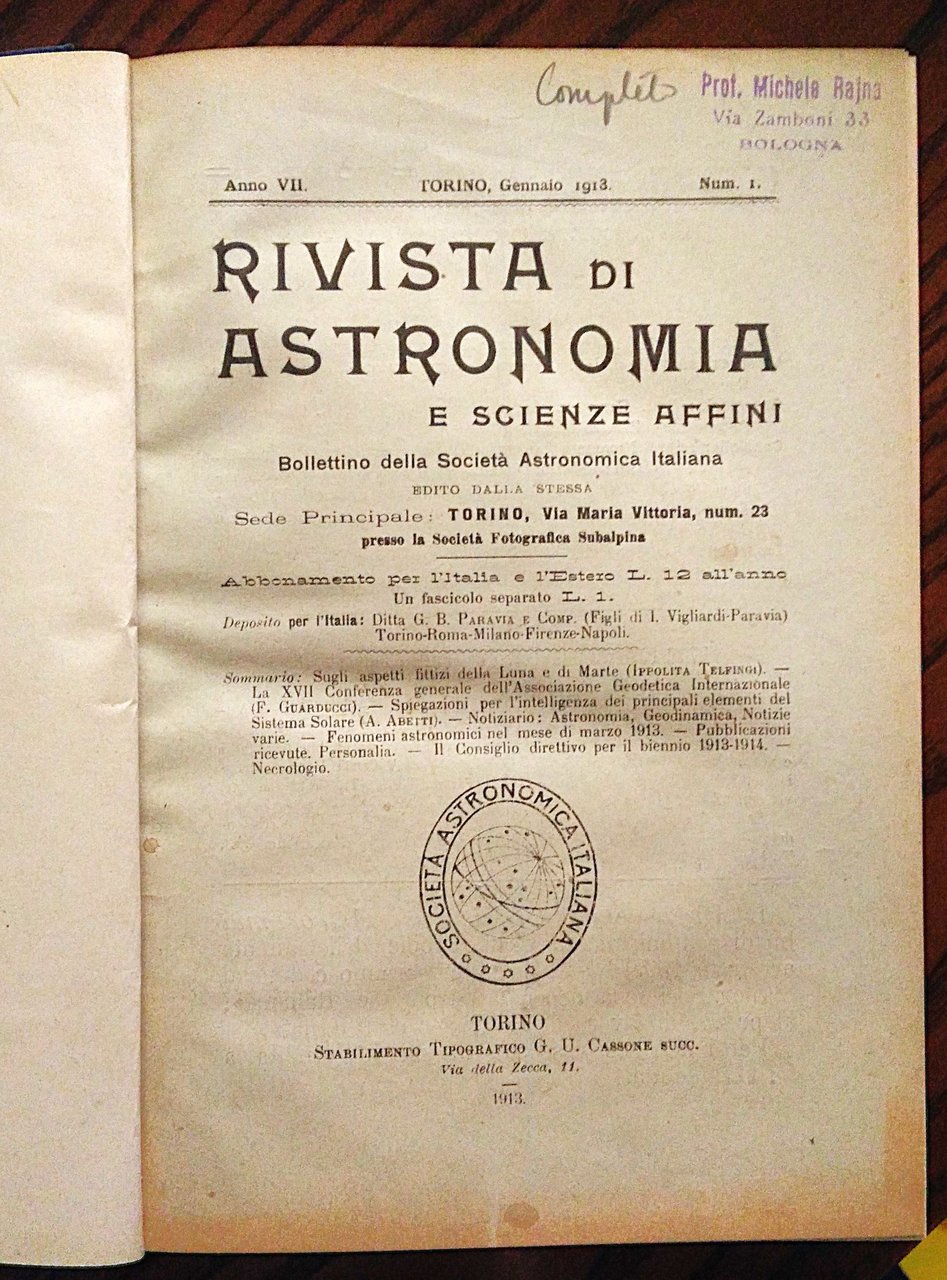 Complèto
Prof. Michele Rajna
Via Zamboni 33
BOLOGNA
Anno VII.
TORINO, Gennaio 1913.
Num. 1.
RIVISTA DI
ASTRONOMIA
E SCIENZE AFFINI
Bollettino della Società Astronomica Italiana
EDITO DALLA STESSA
Sede Principale: TORINO, Via Maria Vittoria, num. 23
presso la Società Fotografica Subalpina
Abbonamento per l'Italia e l'Estero L. 12 all'anno
Un fascicolo separato L. 1.
Deposito per l'Italia: Ditta G. B. PARAVIA E COMP. (Figli di I. Vigliardi-Paravia)
Torino-Roma-Milano-Firenze-Napoli.
Sommario: Sugli aspetti fittizi della Luna e di Marte (IPPOLITA TELFINGI). —
La XVII Conferenza generale dell'Associazione Geodetica Internazionale
(F. GUARDUCCI). — Spiegazioni per l'intelligenza dei principali elementi del
Sistema Solare (A. ABETTI). — Notiziario: Astronomia, Geodinamica, Notizie
varie. — Fenomeni astronomici nel mese di marzo 1913. — Pubblicazioni
ricevute. Personalia. — Il Consiglio direttivo per il biennio 1913-1914. —
Necrologio.
SOCIETÀ ASTRONOMICA ITALIANA
TORINO
STABILIMENTO TIPOGRAFICO G. U. CASSONE SUCC.
Via della Zecca, 11.
1913.